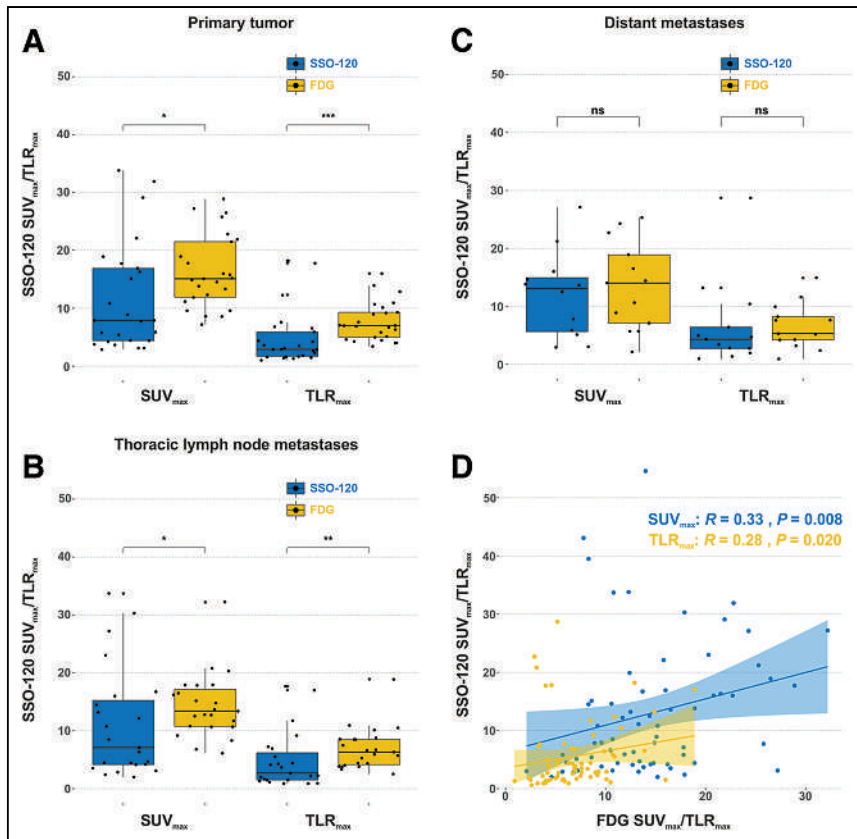 A
Primary tumor
SSO-120
FDG
50
40
30
20
10
0
SSO-120 SUVmax/TLRmax
*
***
SUVmax
TLRmax
C
Distant metastases
SSO-120
FDG
50
40
30
20
10
0
SSO-120 SUVmax/TLRmax
ns
ns
SUVmax
TLRmax
B
Thoracic lymph node metastases
SSO-120
FDG
50
40
30
20
10
0
SSO-120 SUVmax/TLRmax
*
**
SUVmax
TLRmax
D
SUVmax: R = 0.33 , P = 0.008
TLRmax: R = 0.28 , P = 0.020
50
40
30
20
10
0
SSO-120 SUVmax/TLRmax
0
10
20
30
FDG SUVmax/TLRmax